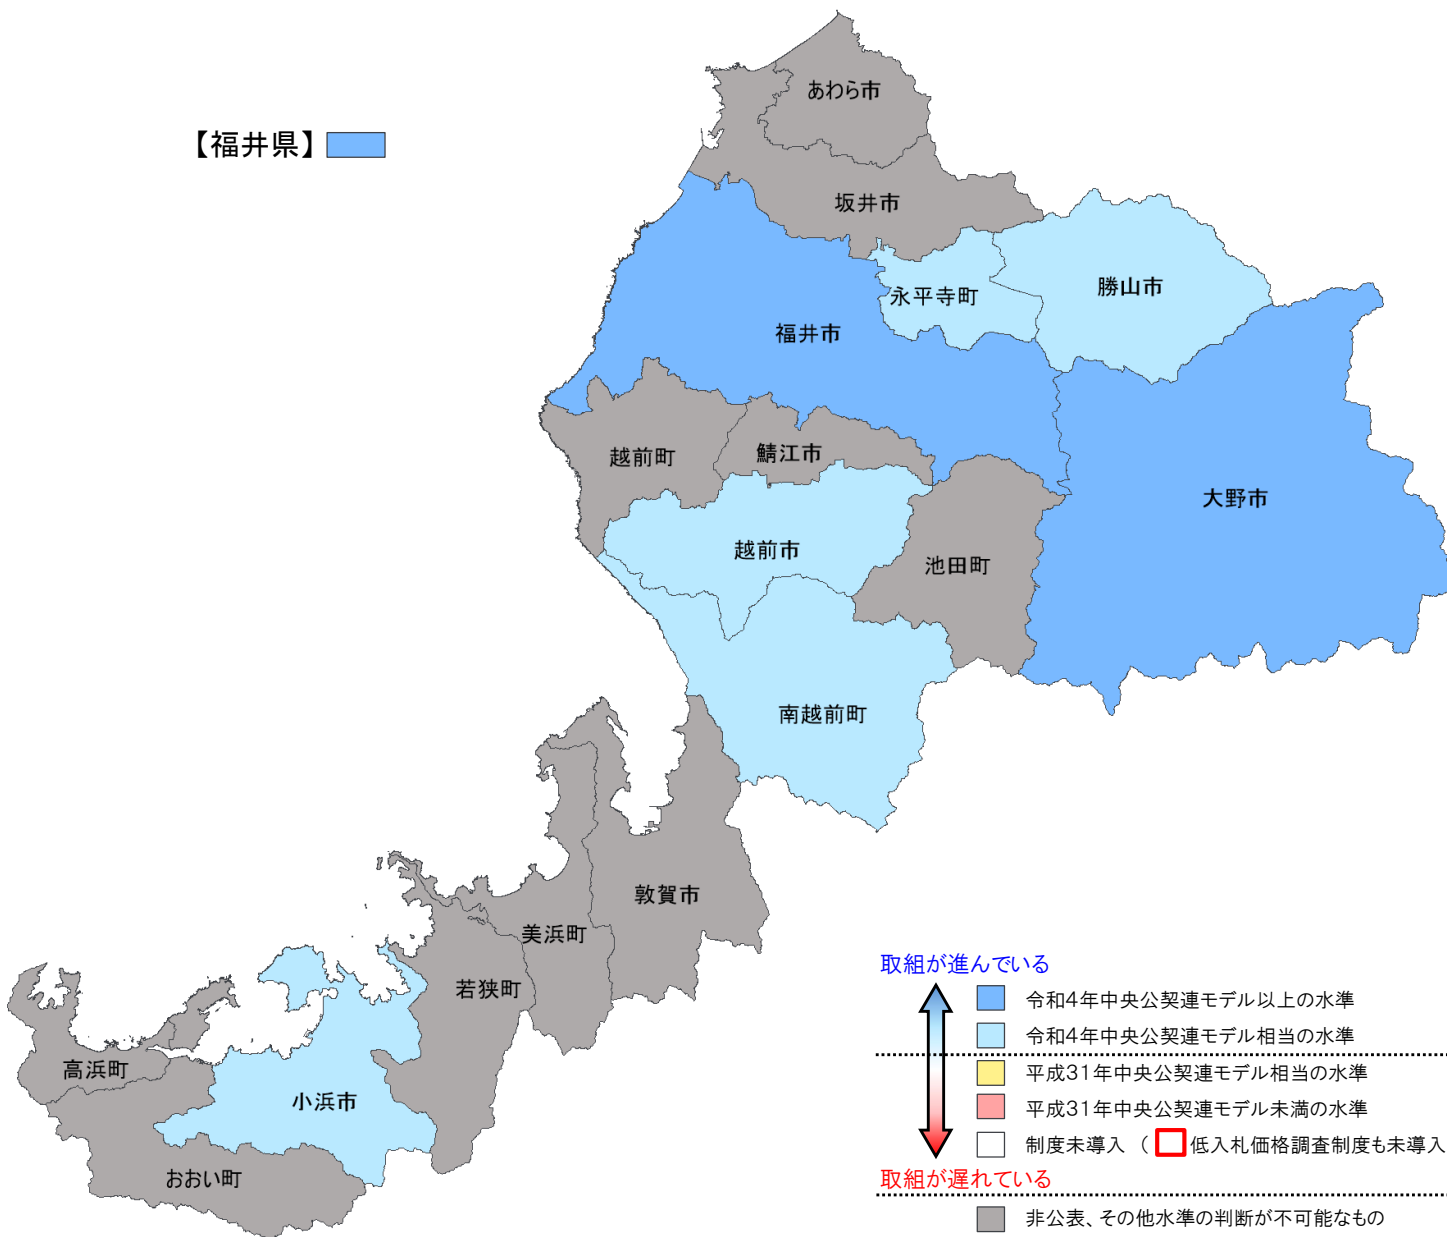 【福井県】
あわら市
坂井市
永平寺町
勝山市
福井市
越前町
鯖江市
大野市
越前市
池田町
南越前町
敦賀市
美浜町
若狭町
高浜町
小浜市
おおい町
取組が進んでいる
令和4年中央公契連モデル以上の水準
令和4年中央公契連モデル相当の水準
平成31年中央公契連モデル相当の水準
平成31年中央公契連モデル未満の水準
制度未導入（ 低入札価格調査制度も未導入
取組が遅れている
非公表、その他水準の判断が不可能なもの